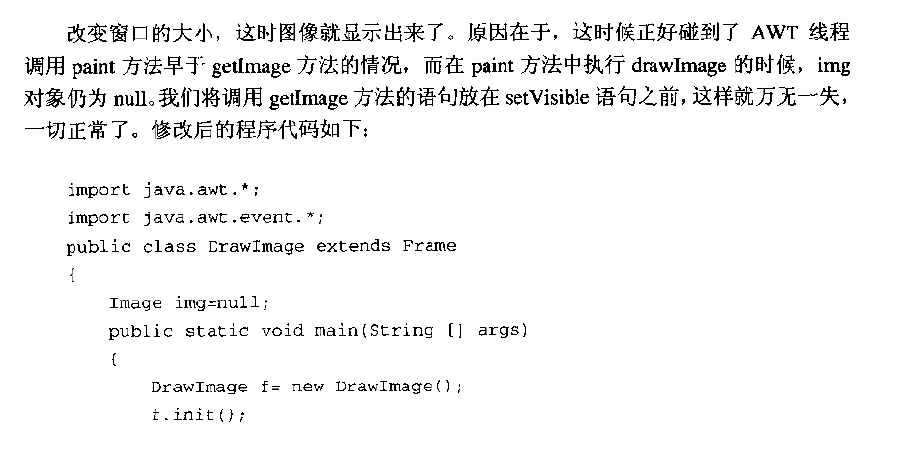 改变窗口的大小，这时图像就显示出来了。原因在于，这时候正好碰到了 AWT 线程
调用 paint 方法早于 getImage 方法的情况，而在 paint 方法中执行 drawImage 的时候，img
对象仍为 null。我们将调用 getImage 方法的语句放在 setVisible 语句之前，这样就万无一失，
一切正常了。修改后的程序代码如下：
import java.awt.*;
import java.awt.event.*;
public class DrawImage extends Frame
{
Image img=null;
public static void main(String [] args)
{
DrawImage f= new DrawImage();
f.init();